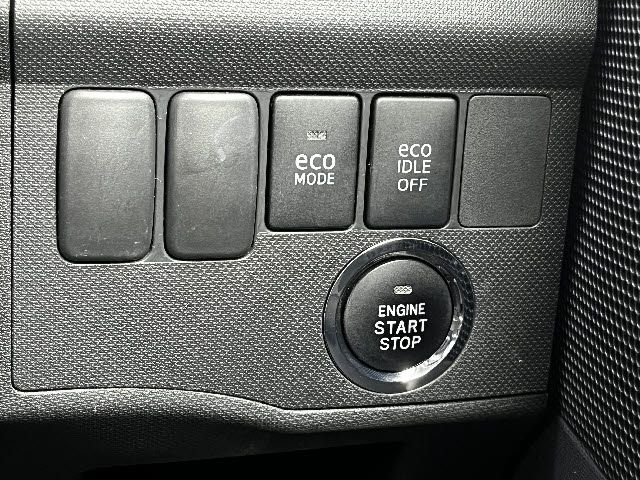 eco
MODE
eco
IDLE
OFF
ENGINE
START
STOP